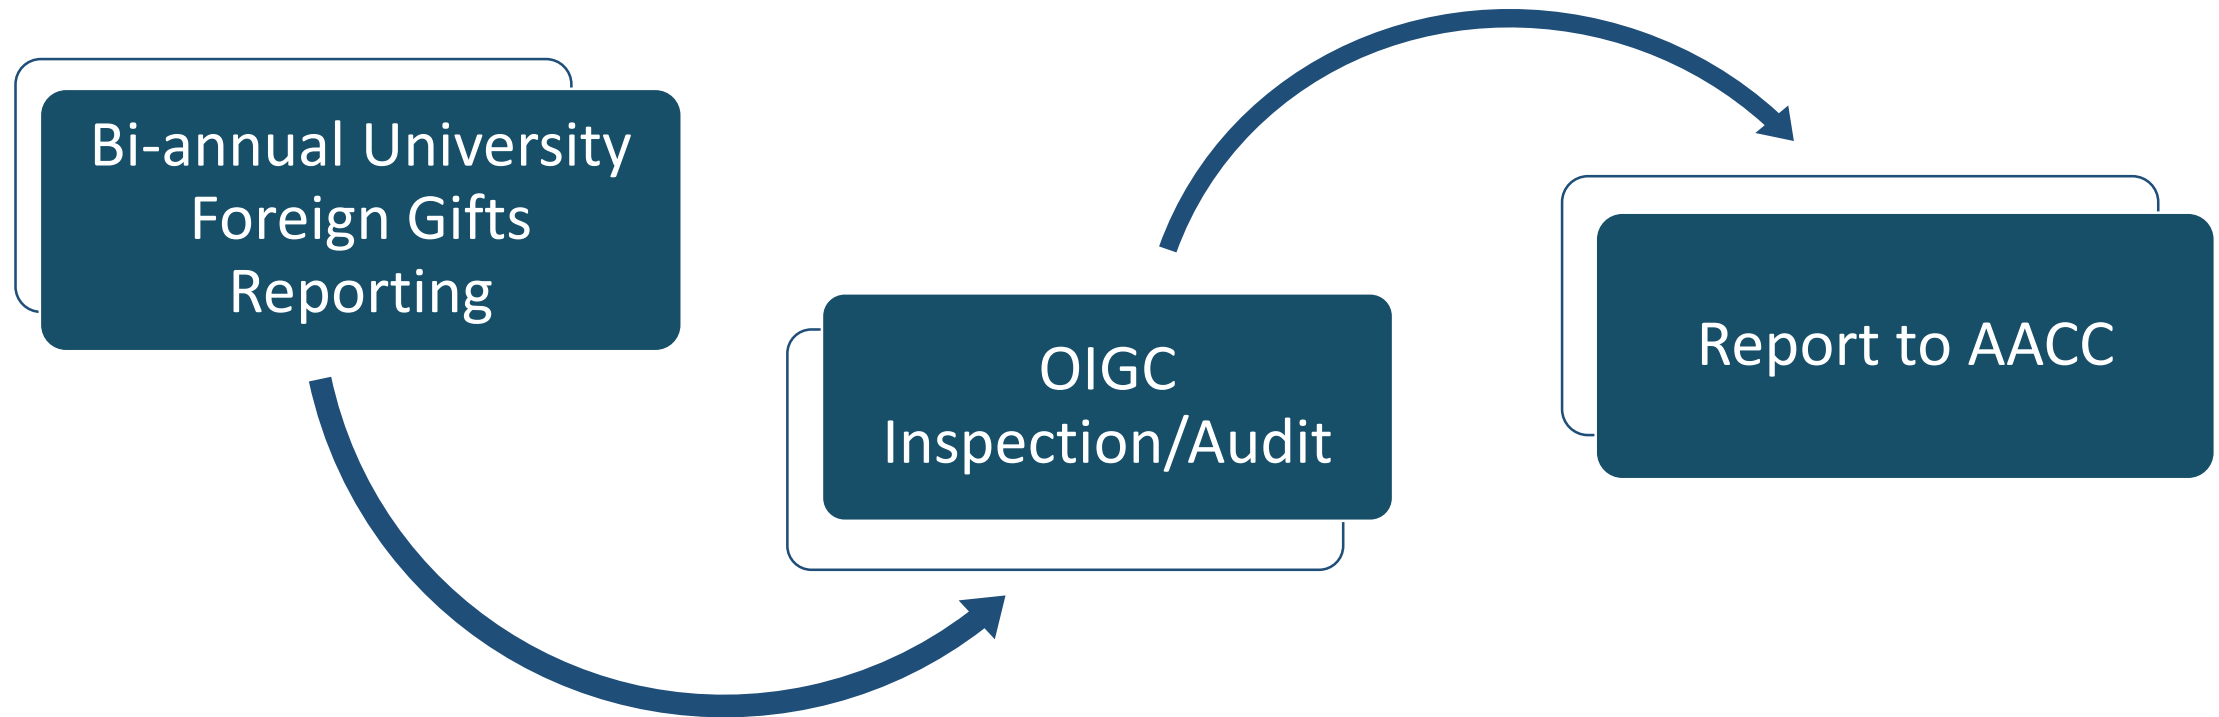 Bi-annual University
Foreign Gifts
Reporting
OIGC
Inspection/Audit
Report to AACC